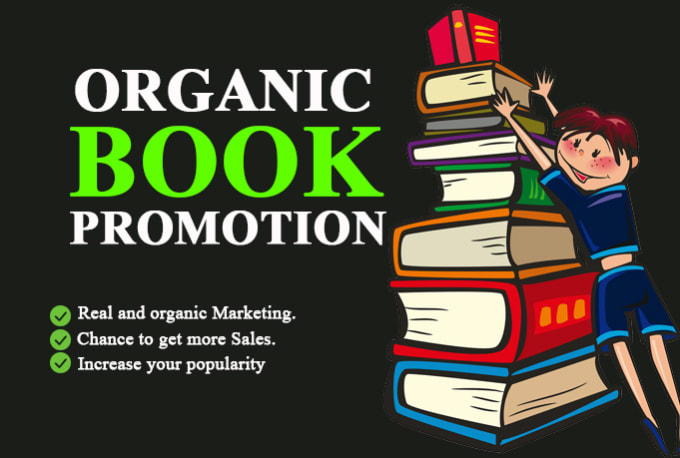 ORGANIC
BOOK
PROMOTION
Real and organic Marketing.
Chance to get more Sales.
Increase your popularity